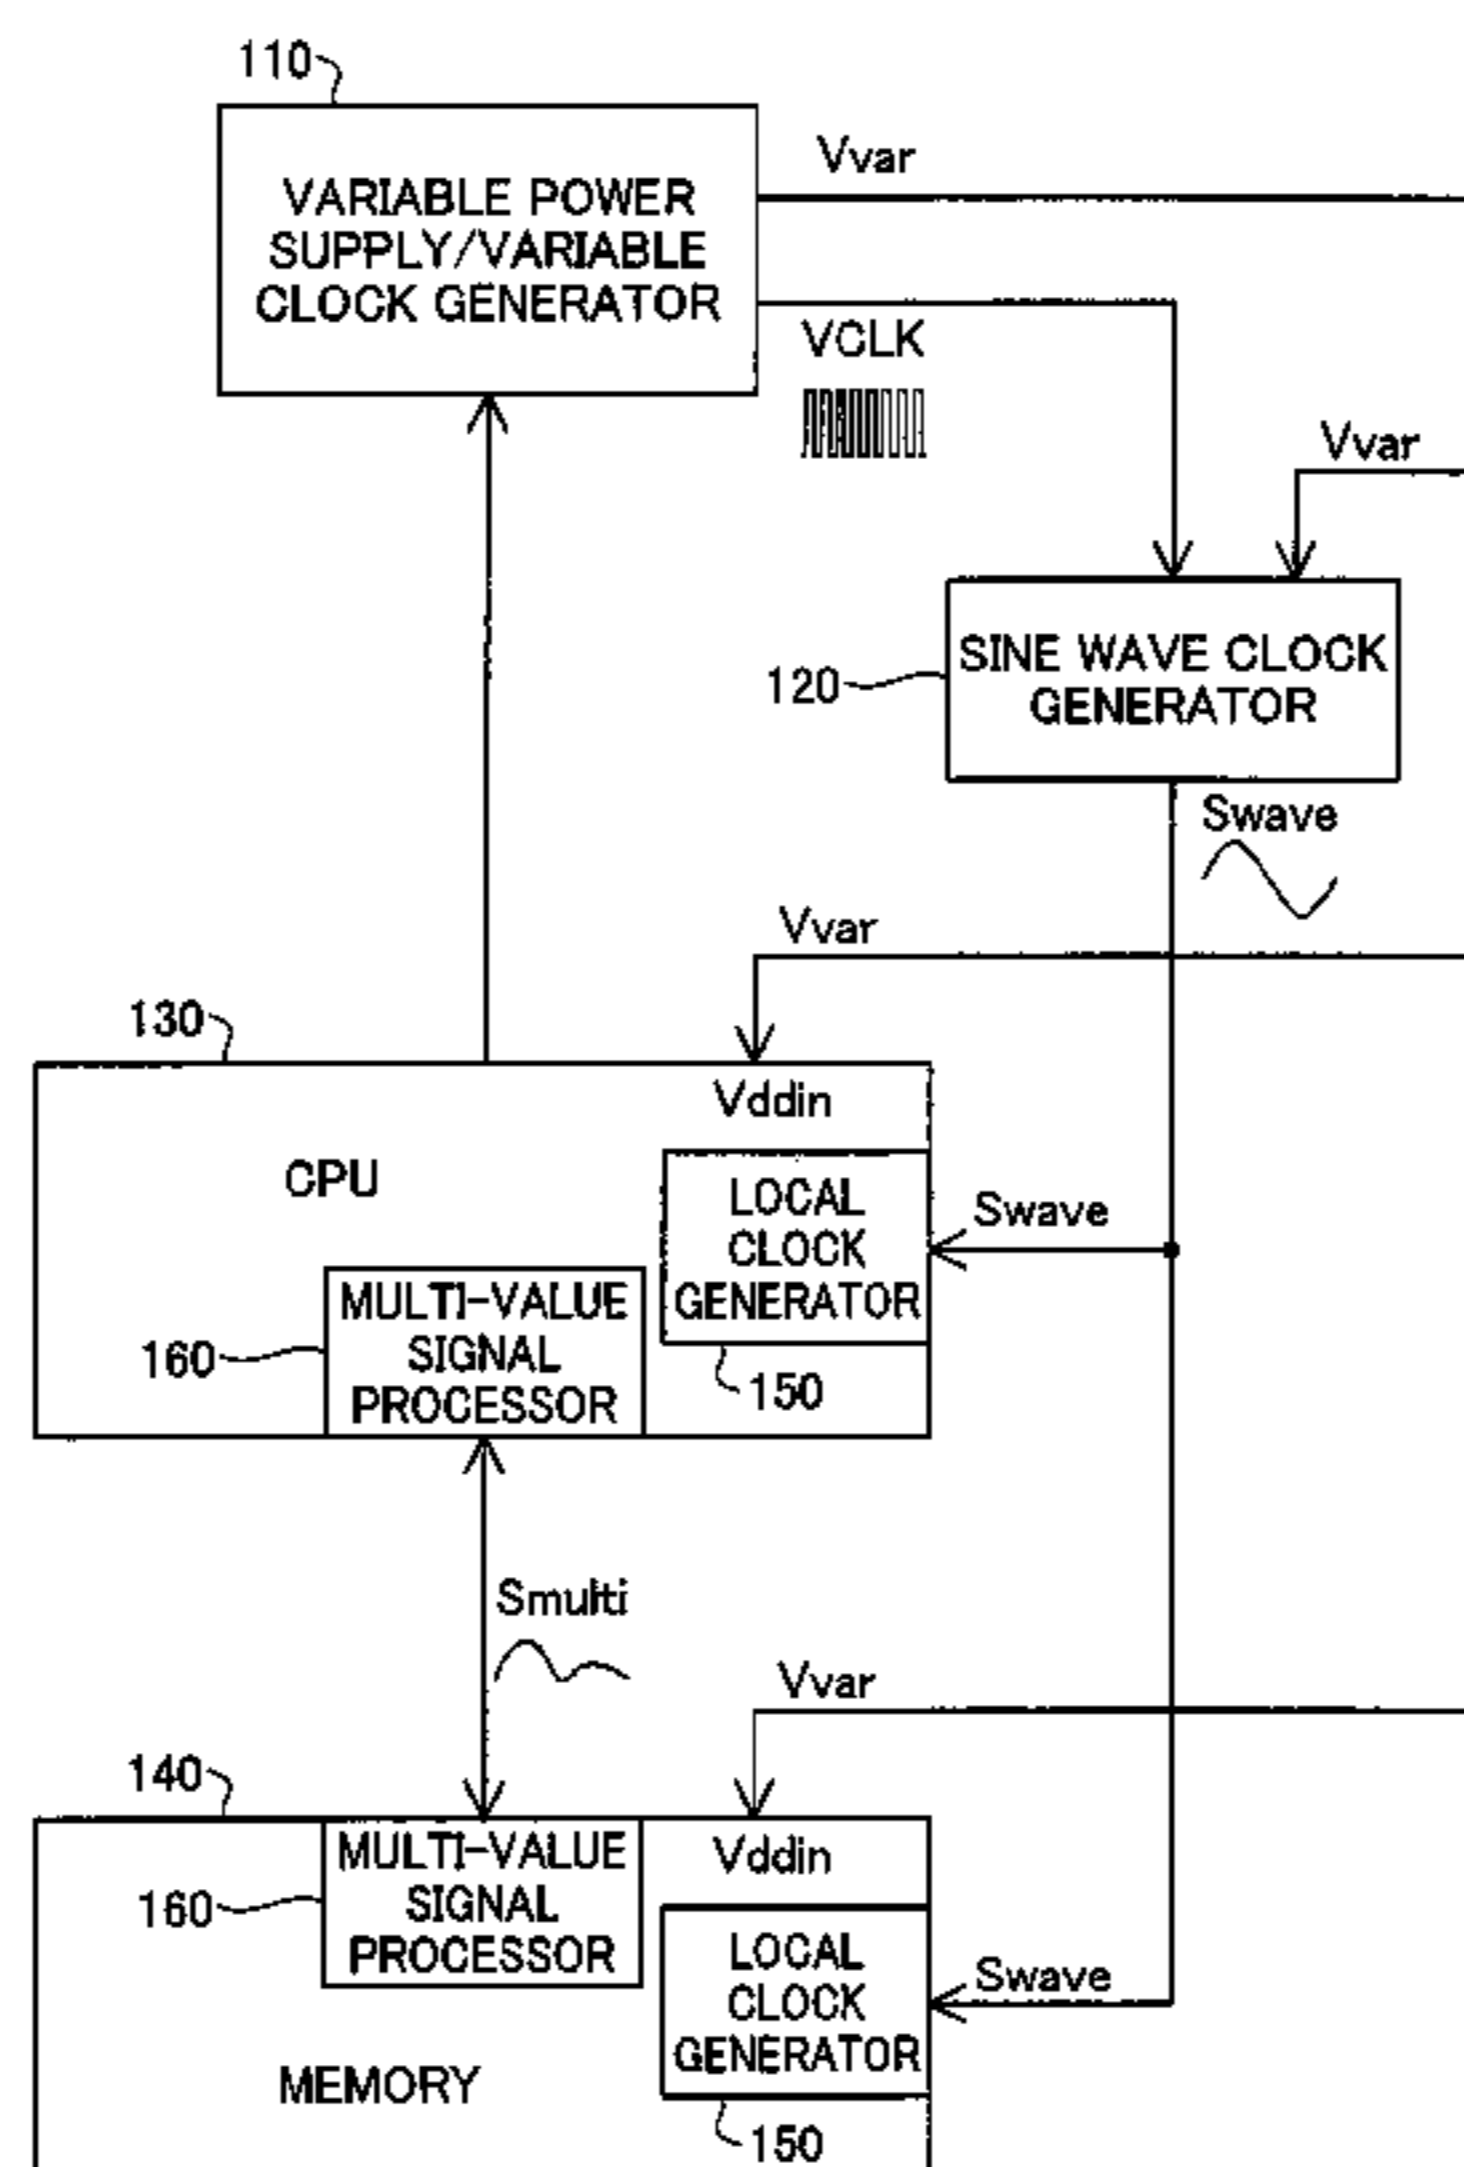 110
VARIABLE POWER
SUPPLY/VARIABLE
CLOCK GENERATOR
Vvar
VCLK
Vvar
120
SINE WAVE CLOCK
GENERATOR
Swave
Vvar
130
Vddin
CPU
LOCAL
CLOCK
GENERATOR
Swave
160
MULTI-VALUE
SIGNAL
PROCESSOR
150
Smulti
Vvar
140
160
MULTI-VALUE
SIGNAL
PROCESSOR
Vddin
LOCAL
CLOCK
GENERATOR
Swave
MEMORY
150